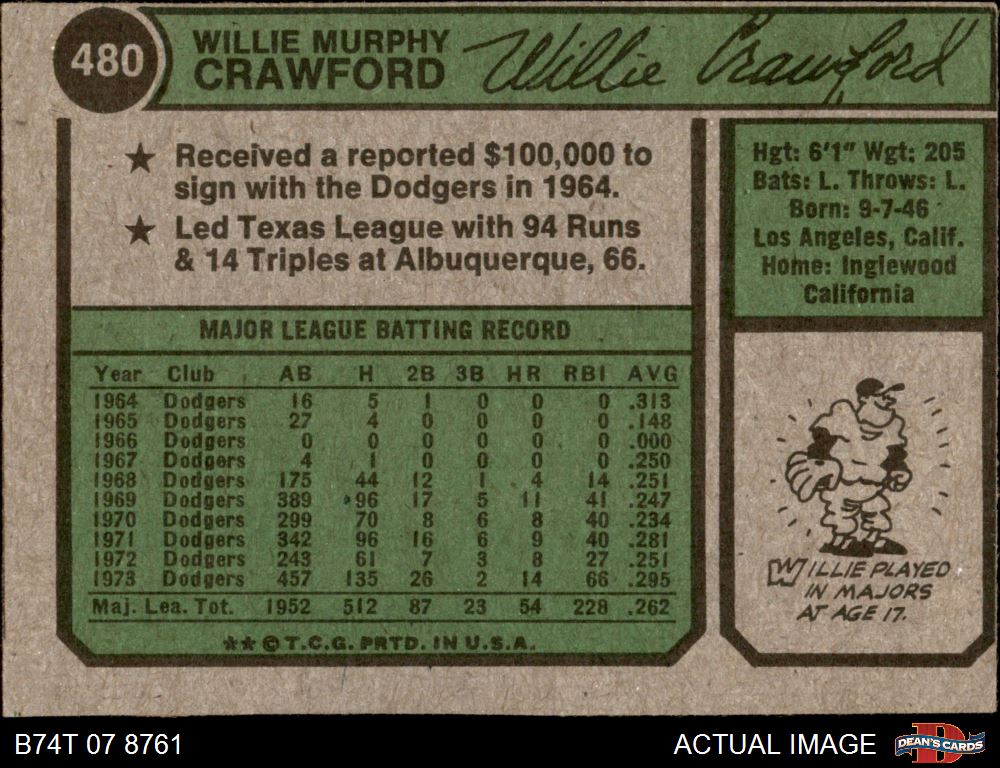 480
WILLIE MURPHY
CRAWFORD
Willie Crawford
★ Received a reported $100,000 to
sign with the Dodgers in 1964.
★ Led Texas League with 94 Runs
& 14 Triples at Albuquerque, 66.
MAJOR LEAGUE BATTING RECORD
Year Club AB H 2B 3B HR RBI AVG
1964 Dodgers 16 5 1 0 0 0 .313
1965 Dodgers 27 4 0 0 0 0 .148
1966 Dodgers 0 0 0 0 0 0 .000
1967 Dodgers 4 1 0 0 0 0 .250
1968 Dodgers 175 44 12 1 4 14 .251
1969 Dodgers 389 96 17 5 11 41 .247
1970 Dodgers 299 70 8 6 8 40 .234
1971 Dodgers 342 96 16 6 9 40 .281
1972 Dodgers 243 61 7 3 8 27 .251
1973 Dodgers 457 135 26 2 14 66 .295
Maj. Lea. Tot. 1952 512 87 23 54 228 .262
★★©T.C.G. PRTD. IN U.S.A.
Hgt: 6'1" Wgt: 205
Bats: L. Throws: L.
Born: 9-7-46
Los Angeles, Calif.
Home: Inglewood
California
WILLIE PLAYED
IN MAJORS
AT AGE 17.
B74T 07 8761
ACTUAL IMAGE
D
DEAN'S CARDS